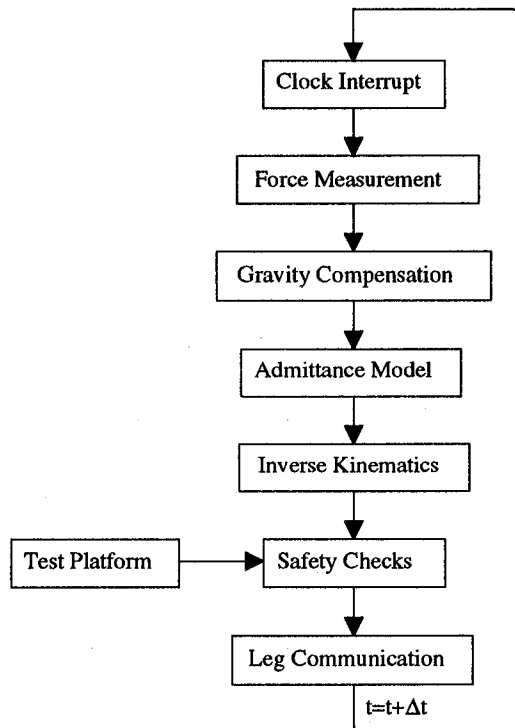 Clock Interrupt
Force Measurement
Gravity Compensation
Admittance Model
Inverse Kinematics
Test Platform
Safety Checks
Leg Communication
t=t+Δt